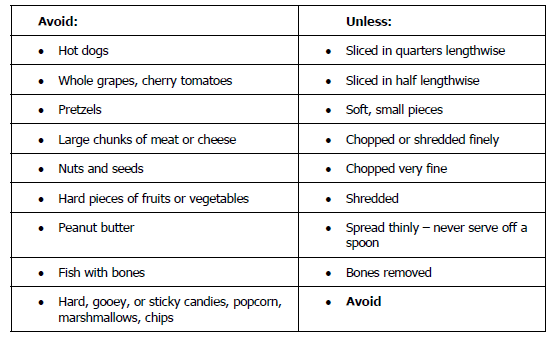 Avoid: Unless:
• Hot dogs • Sliced in quarters lengthwise
• Whole grapes, cherry tomatoes • Sliced in half lengthwise
• Pretzels • Soft, small pieces
• Large chunks of meat or cheese • Chopped or shredded finely
• Nuts and seeds • Chopped very fine
• Hard pieces of fruits or vegetables • Shredded
• Peanut butter • Spread thinly – never serve off a
spoon
• Fish with bones • Bones removed
• Hard, gooey, or sticky candies, popcorn, • Avoid
marshmallows, chips